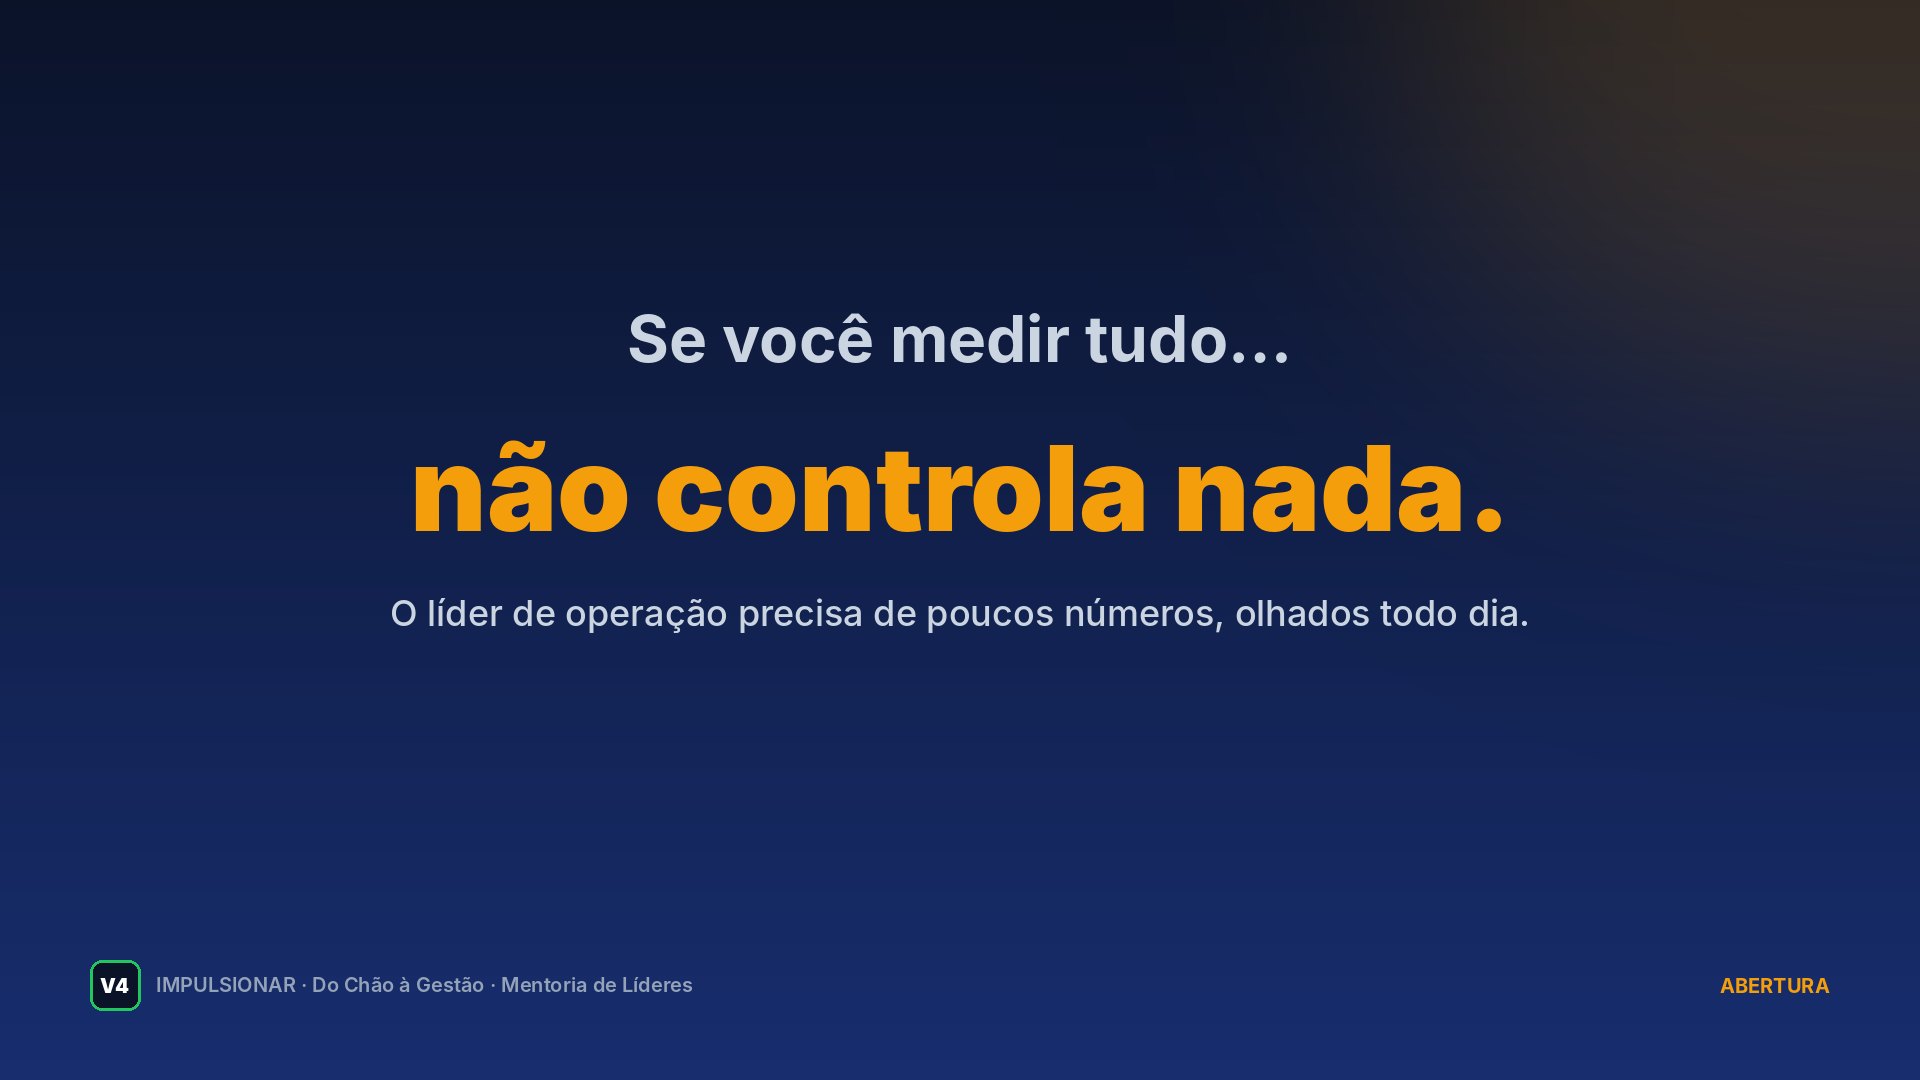 Se você medir tudo...
não controla nada.
O líder de operação precisa de poucos números, olhados todo dia.
V4
IMPULSIONAR · Do Chão à Gestão · Mentoria de Líderes
ABERTURA